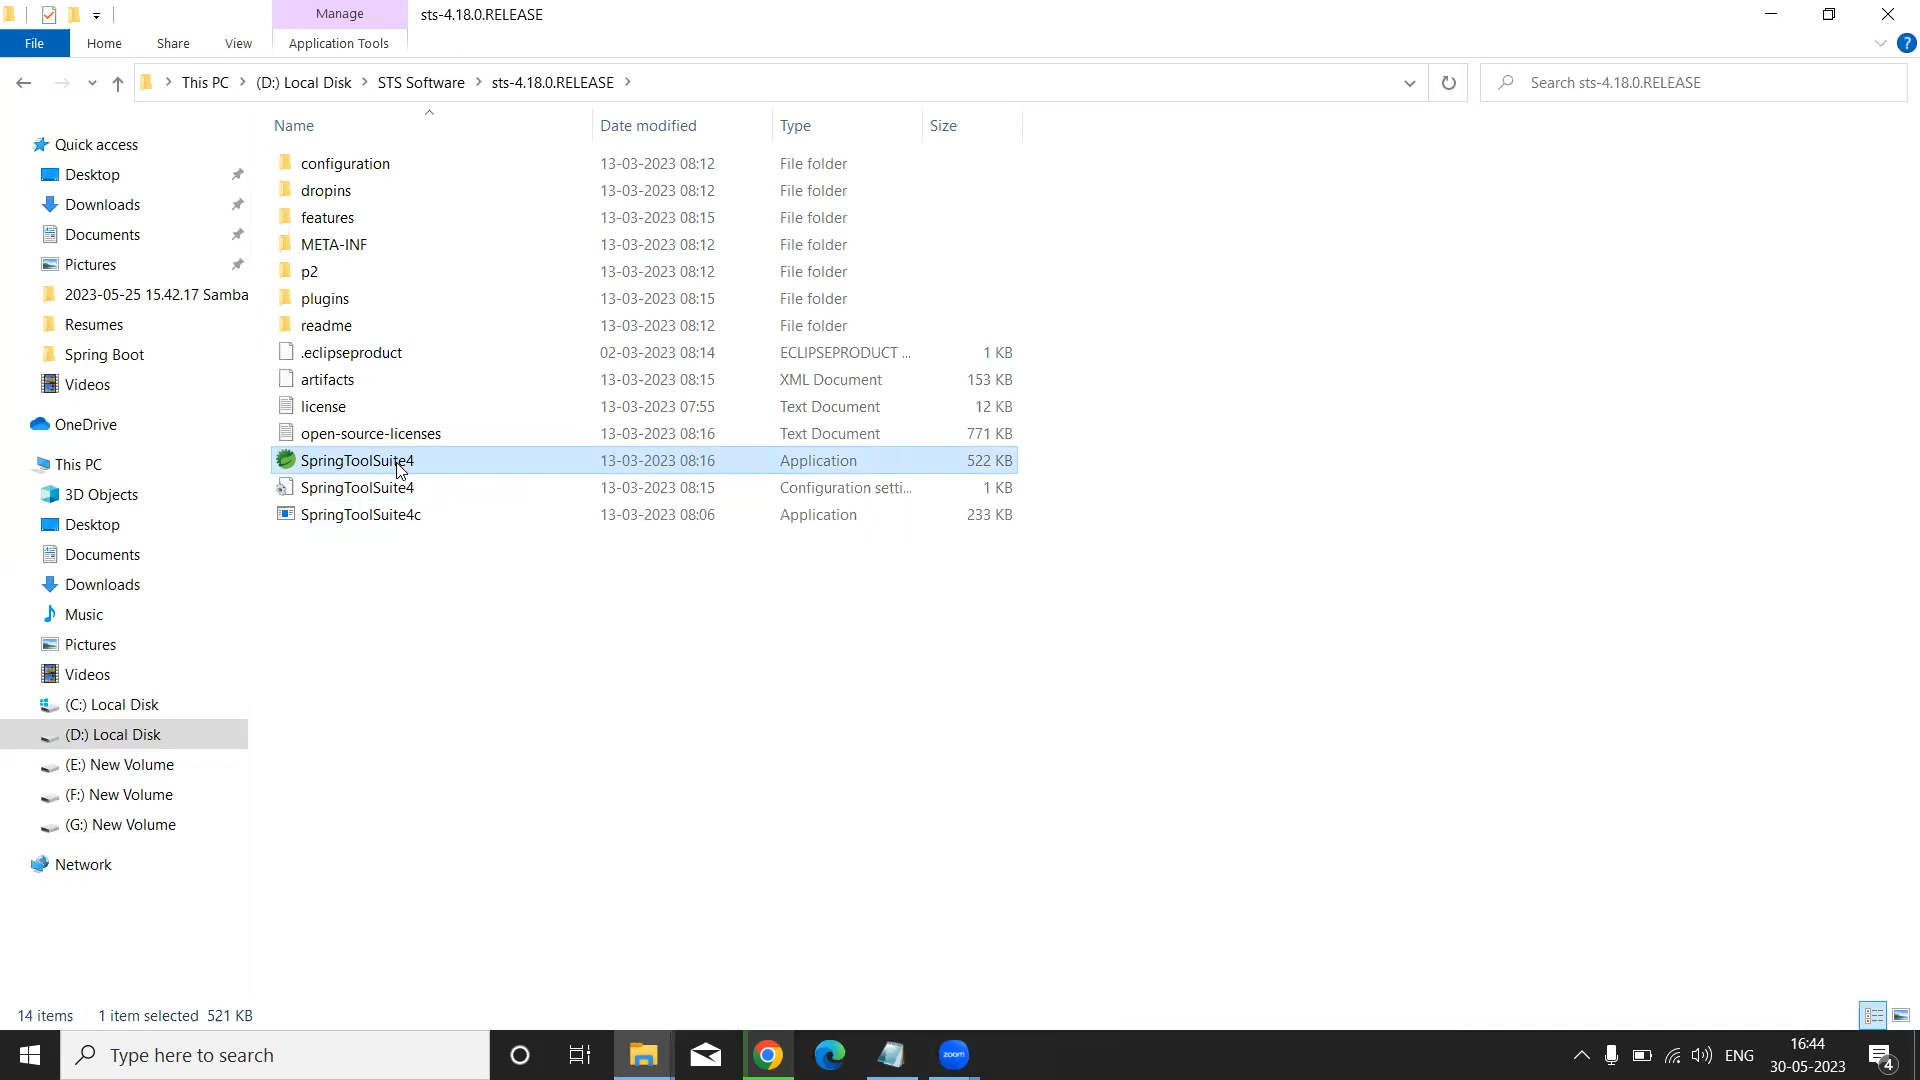 Manage
sts-4.18.0.RELEASE
File
Home
Share
View
Application Tools
?
This PC
(D:) Local Disk
STS Software
sts-4.18.0.RELEASE
Search sts-4.18.0.RELEASE
Name
Date modified
Type
Size
Quick access
Desktop
Downloads
Documents
Pictures
2023-05-25 15.42.17 Samba
Resumes
Spring Boot
Videos
OneDrive
This PC
3D Objects
Desktop
Documents
Downloads
Music
Pictures
Videos
(C:) Local Disk
(D:) Local Disk
(E:) New Volume
(F:) New Volume
(G:) New Volume
Network
configuration 13-03-2023 08:12 File folder
dropins 13-03-2023 08:12 File folder
features 13-03-2023 08:15 File folder
META-INF 13-03-2023 08:12 File folder
p2 13-03-2023 08:12 File folder
plugins 13-03-2023 08:15 File folder
readme 13-03-2023 08:12 File folder
.eclipseproduct 02-03-2023 08:14 ECLIPSEPRODUCT ... 1 KB
artifacts 13-03-2023 08:15 XML Document 153 KB
license 13-03-2023 07:55 Text Document 12 KB
open-source-licenses 13-03-2023 08:16 Text Document 771 KB
SpringToolSuite4 13-03-2023 08:16 Application 522 KB
SpringToolSuite4 13-03-2023 08:15 Configuration setti... 1 KB
SpringToolSuite4c 13-03-2023 08:06 Application 233 KB
14 items 1 item selected 521 KB
Type here to search
zoom
ENG
16:44
30-05-2023
4